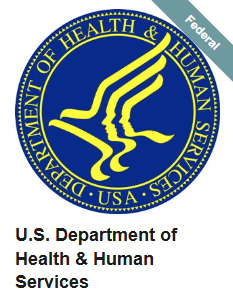 Federal
DEPARTMENT OF HEALTH & HUMAN SERVICES · USA ·
U.S. Department of
Health & Human
Services